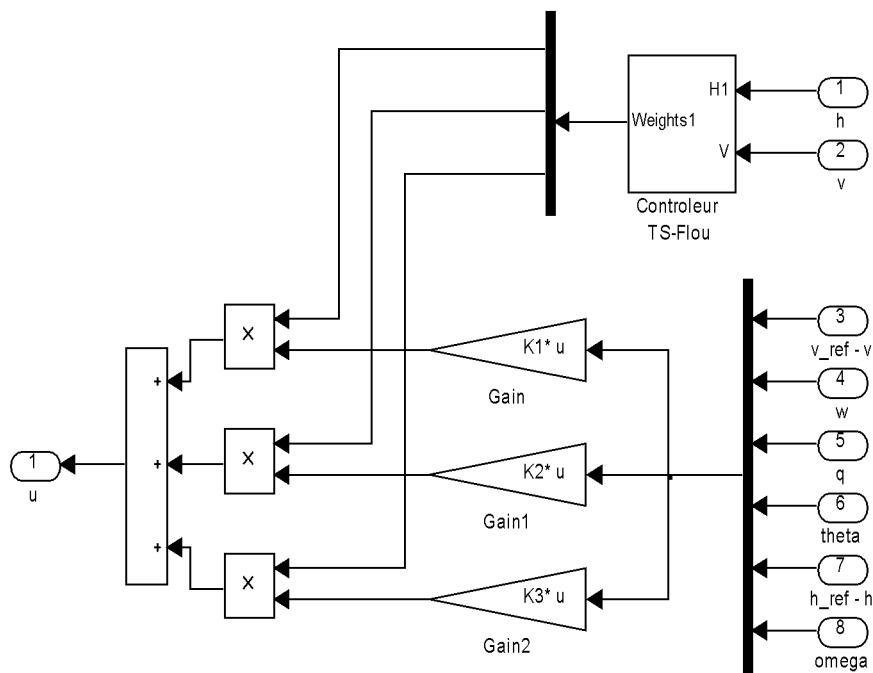 1
H1
h
Weights1
2
V
v
Controleur
TS-Flou
3
X
v_ref - v
K1* u
+
Gain
4
w
X
5
1
+
K2* u
q
u
6
Gain1
theta
+
7
X
K3* u
h_ref - h
8
Gain2
omega